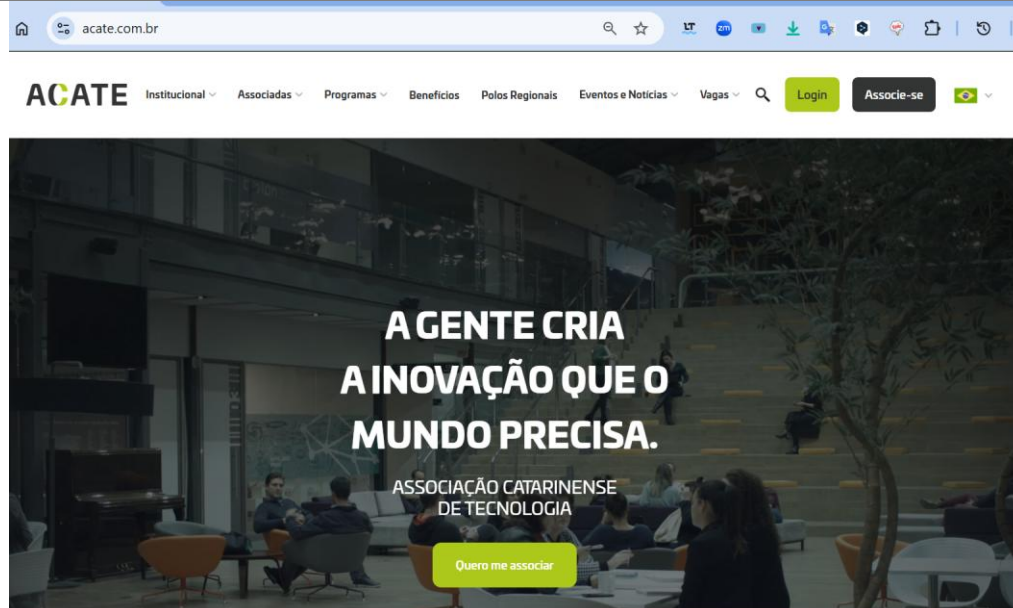 acate.com.br
ACATE
Institucional
Associadas
Programas
Benefícios
Polos Regionais
Eventos e Notícias
Vagas
Login
Associe-se
A GENTE CRIA
A INOVAÇÃO QUE O
MUNDO PRECISA.
ASSOCIAÇÃO CATARINENSE
DE TECNOLOGIA
Quero me associar